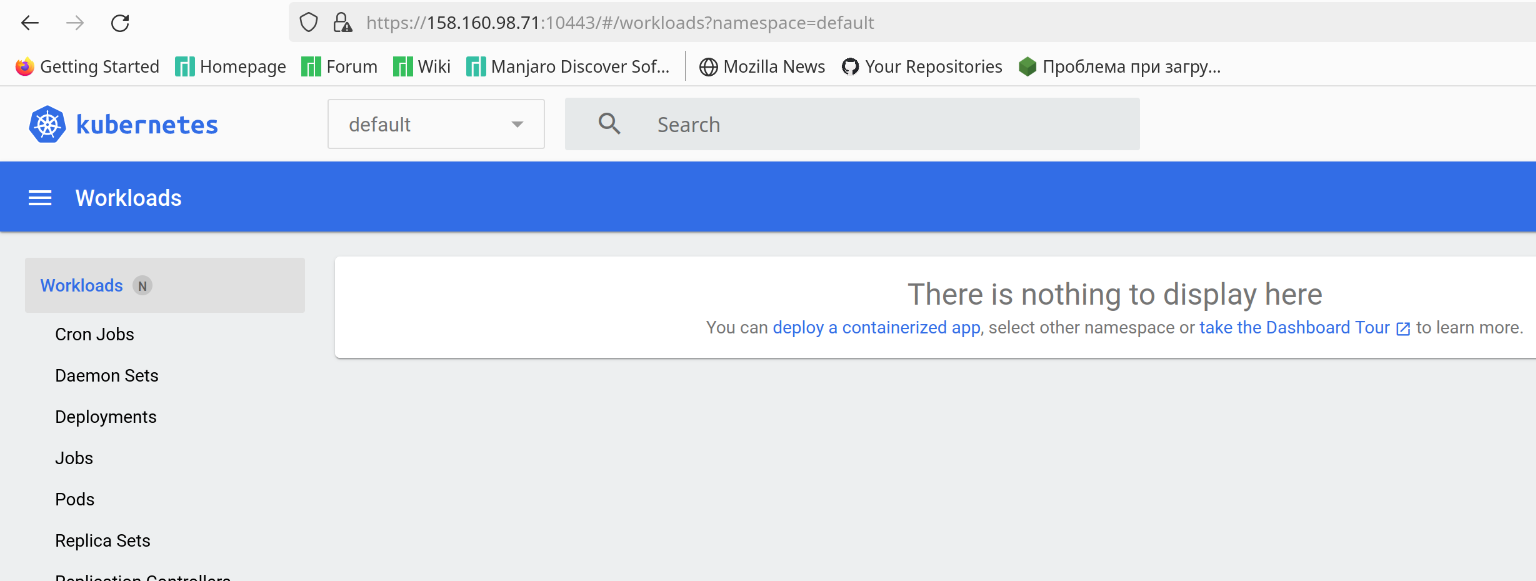 https://158.160.98.71:10443/#/workloads?namespace=default
Getting Started Homepage Forum Wiki Manjaro Discover Sof... Mozilla News Your Repositories Проблема при загру...
kubernetes default Search
Workloads
Workloads N
There is nothing to display here
You can deploy a containerized app, select other namespace or take the Dashboard Tour to learn more.
Cron Jobs
Daemon Sets
Deployments
Jobs
Pods
Replica Sets
Replication Controllers